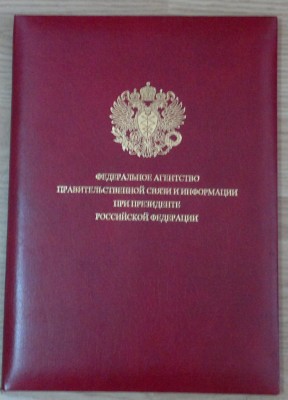 ФЕДЕРАЛЬНОЕ АГЕНТСТВО
ПРАВИТЕЛЬСТВЕННОЙ СВЯЗИ И ИНФОРМАЦИИ
ПРИ ПРЕЗИДЕНТЕ
РОССИЙСКОЙ ФЕДЕРАЦИИ